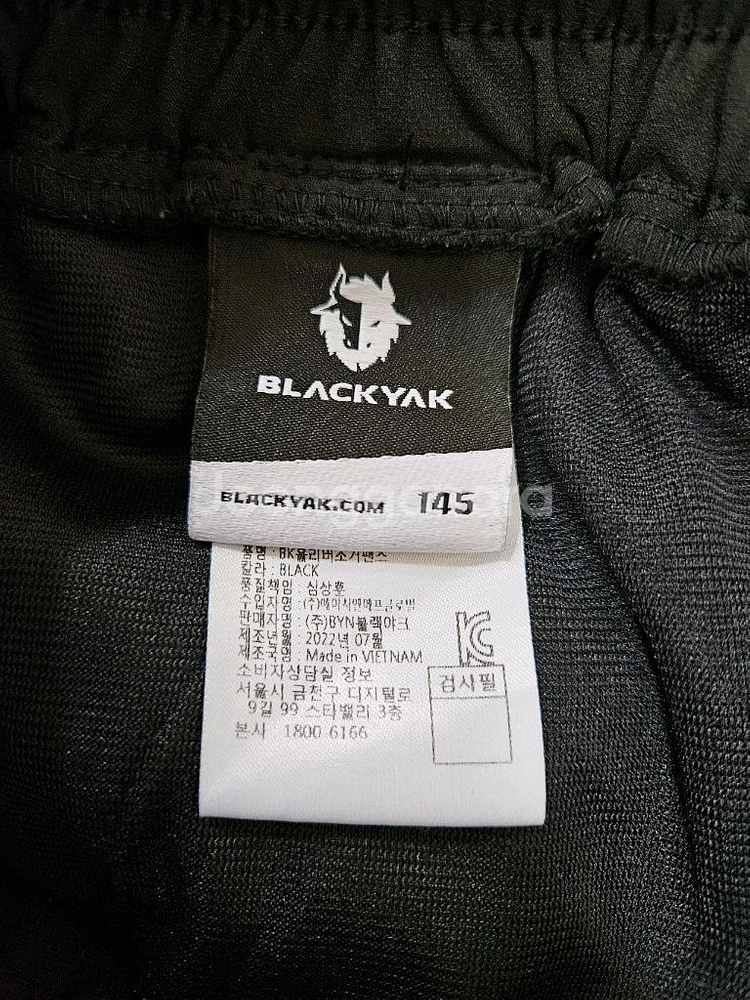 BLACKYAK
BLACKYAK.COM 145
품명 : BK올리버조거팬츠
칼라 : BLACK
품질책임 : 심상훈
수입자명 : (주)에이치엔에프글로벌
판매자명 : (주)BYN블랙야크
제조년월 : 2022년 07월
제조국명 : Made in VIETNAM
소비자상담실 정보
서울시 금천구 디지털로
9길 99 스타밸리 3층
본사 : 1800-6166
KC
검사필